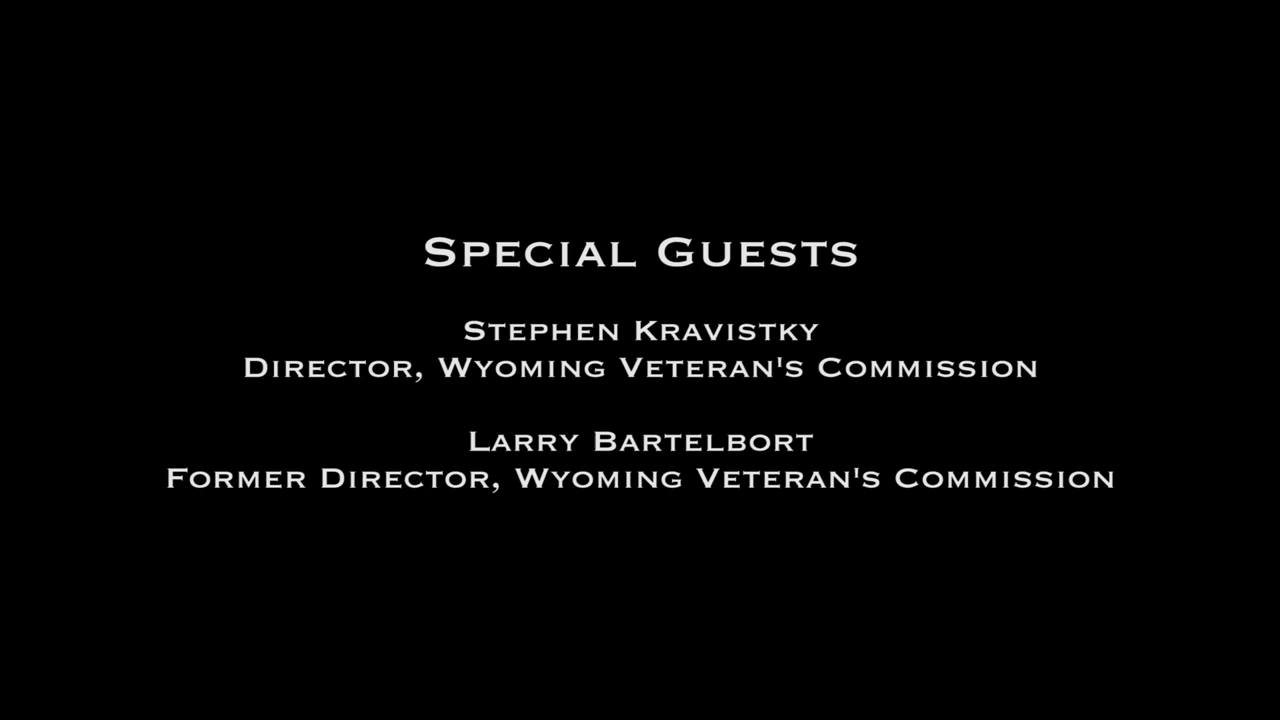 Special Guests
Stephen Kravistky
Director, Wyoming Veteran's Commission
Larry Bartelbort
Former Director, Wyoming Veteran's Commission